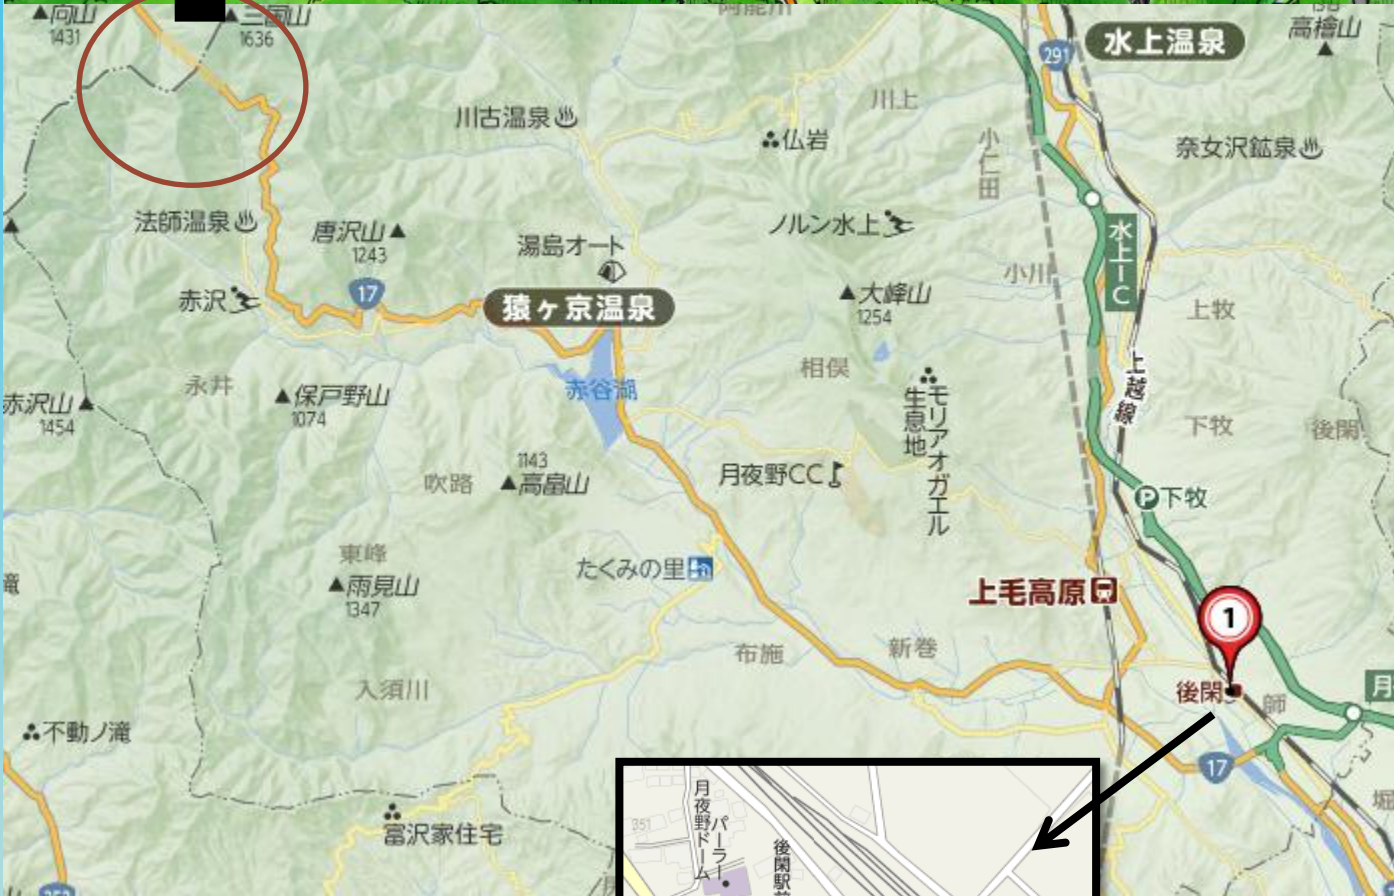 ▲向山
1431
▲三国山
1636
阿能川
291
水上温泉
高檜山
▲
川古温泉
川上
仏岩
小仁田
奈女沢鉱泉
法師温泉
唐沢山▲
1243
湯島オート
ノルン水上
水上IC
赤沢
17
猿ヶ京温泉
小川
▲大峰山
1254
上牧
永井
▲保戸野山
1074
赤谷湖
相俣
上越線
赤沢山▲
1454
モリアオガエル
生息地
下牧
後閑
吹路
1143
▲高畠山
月夜野CC
P下牧
東峰
▲雨見山
1347
たくみの里
滝
上毛高原
1
布施
新巻
入須川
後閑
師
月
不動ノ滝
17
富沢家住宅
堀
351
月夜野ドーム
パーラー
後閑駅前